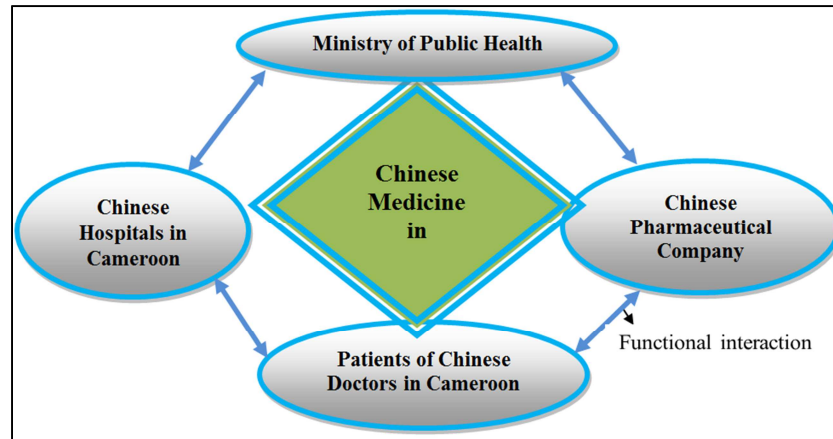 Ministry of Public Health
Chinese
Medicine
in
Chinese
Hospitals in
Cameroon
Chinese
Pharmaceutical
Company
Patients of Chinese
Doctors in Cameroon
Functional interaction